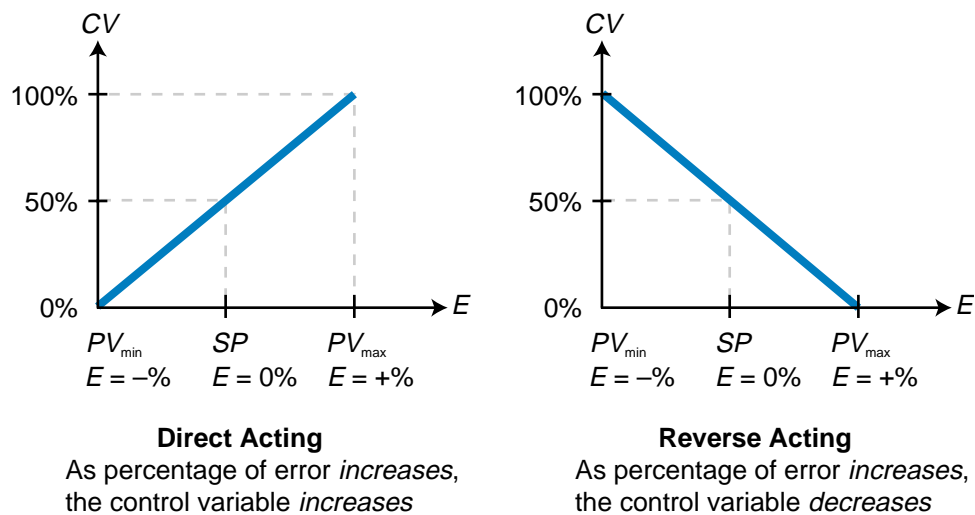 CV
100%
50%
0%
E
PVmin
SP
PVmax
E = –%
E = 0%
E = +%
Direct Acting
As percentage of error increases,
the control variable increases
CV
100%
50%
0%
E
PVmin
SP
PVmax
E = –%
E = 0%
E = +%
Reverse Acting
As percentage of error increases,
the control variable decreases